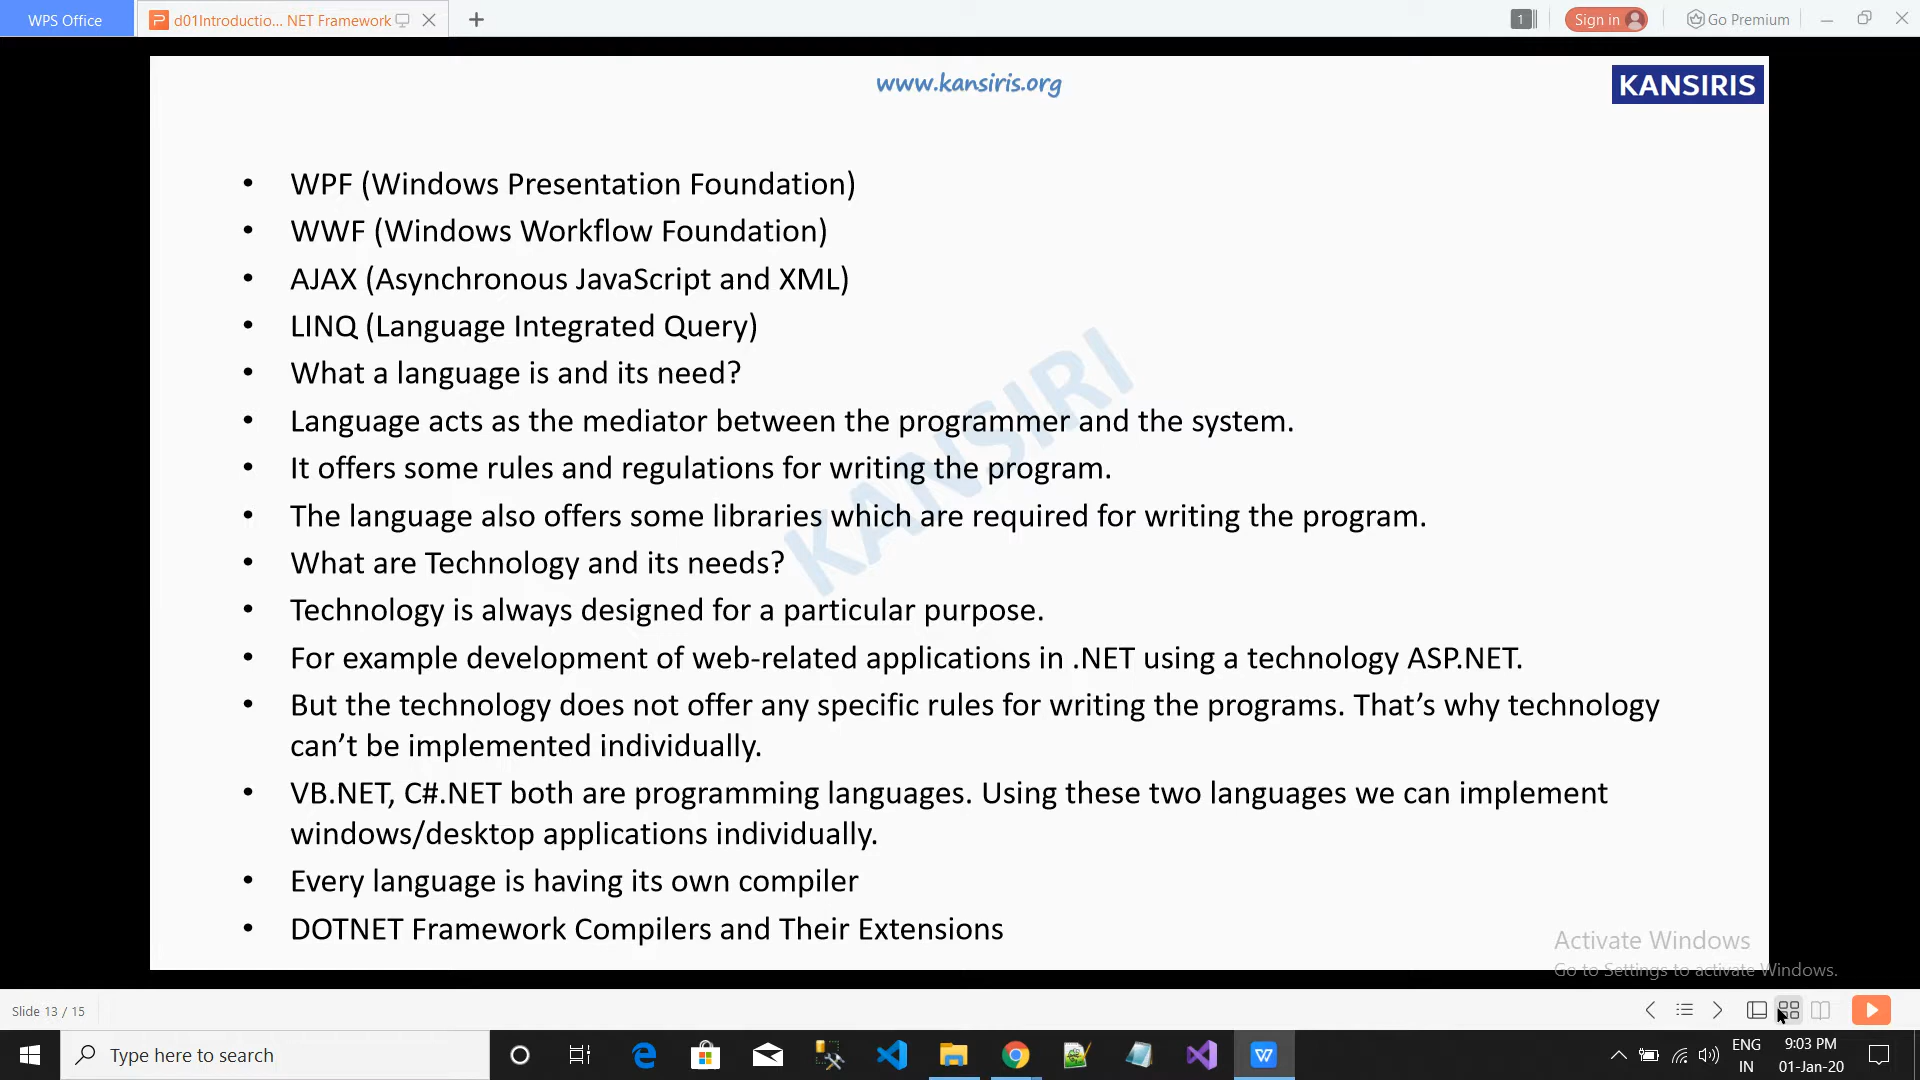 WPS Office
d01Introductio... NET Framework
1
Sign in
Go Premium
www.kansiris.org
KANSIRIS
• WPF (Windows Presentation Foundation)
• WWF (Windows Workflow Foundation)
• AJAX (Asynchronous JavaScript and XML)
• LINQ (Language Integrated Query)
• What a language is and its need?
• Language acts as the mediator between the programmer and the system.
• It offers some rules and regulations for writing the program.
• The language also offers some libraries which are required for writing the program.
• What are Technology and its needs?
• Technology is always designed for a particular purpose.
• For example development of web-related applications in .NET using a technology ASP.NET.
• But the technology does not offer any specific rules for writing the programs. That’s why technology
can’t be implemented individually.
• VB.NET, C#.NET both are programming languages. Using these two languages we can implement
windows/desktop applications individually.
• Every language is having its own compiler
• DOTNET Framework Compilers and Their Extensions
KANSIRI
Activate Windows
Go to Settings to activate Windows.
Slide 13 / 15
Type here to search
ENG
IN
9:03 PM
01-Jan-20